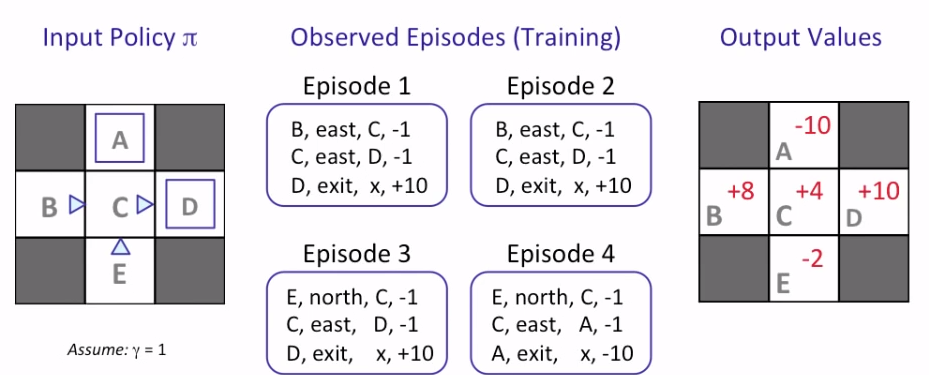 Input Policy π
Observed Episodes (Training)
Output Values
A
B
C
D
E
Assume: γ = 1
Episode 1
B, east, C, -1
C, east, D, -1
D, exit, x, +10
Episode 2
B, east, C, -1
C, east, D, -1
D, exit, x, +10
Episode 3
E, north, C, -1
C, east, D, -1
D, exit, x, +10
Episode 4
E, north, C, -1
C, east, A, -1
A, exit, x, -10
-10
A
+8
B
+4
C
+10
D
-2
E